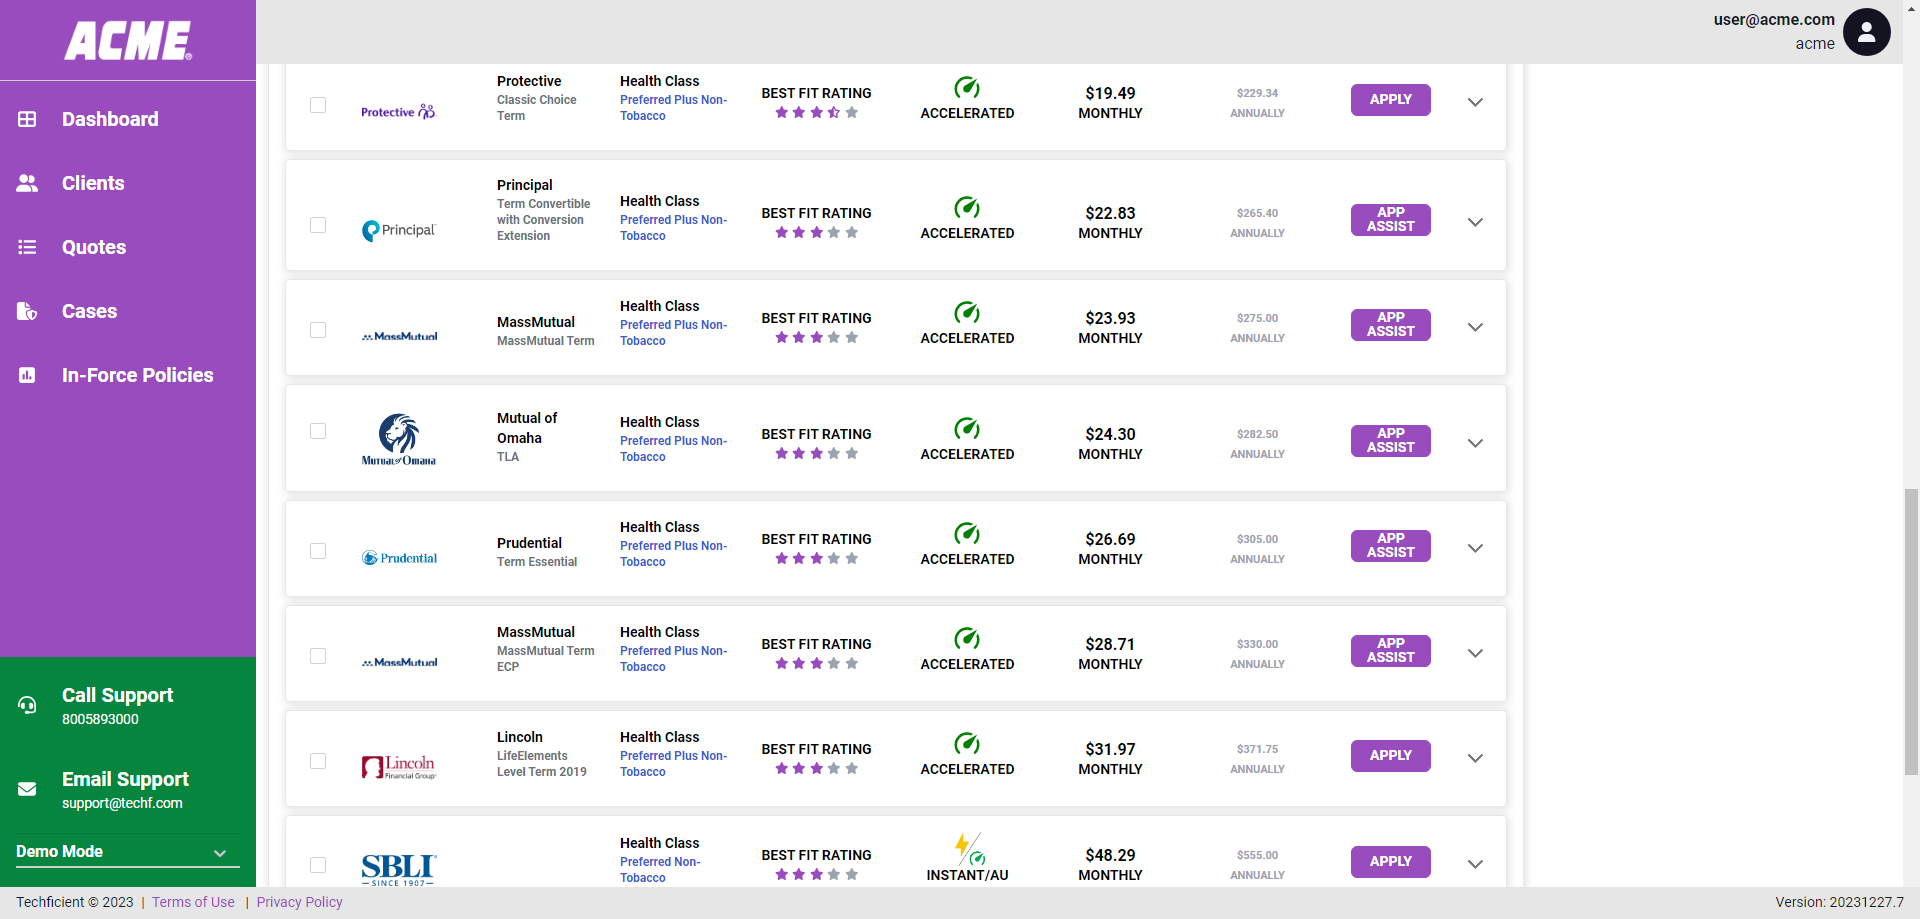 ACME
user@acme.com
acme
Dashboard
Clients
Quotes
Cases
In-Force Policies
Call Support
8005893000
Email Support
support@techf.com
Demo Mode
Protective
Protective
Classic Choice
Term
Health Class
Preferred Plus Non-
Tobacco
BEST FIT RATING
ACCELERATED
$19.49
MONTHLY
$229.34
ANNUALLY
APPLY
Principal
Principal
Term Convertible
with Conversion
Extension
Health Class
Preferred Plus Non-
Tobacco
BEST FIT RATING
ACCELERATED
$22.83
MONTHLY
$265.40
ANNUALLY
APP
ASSIST
MassMutual
MassMutual
MassMutual Term
Health Class
Preferred Plus Non-
Tobacco
BEST FIT RATING
ACCELERATED
$23.93
MONTHLY
$275.00
ANNUALLY
APP
ASSIST
Mutual of Omaha
Mutual of
Omaha
TLA
Health Class
Preferred Plus Non-
Tobacco
BEST FIT RATING
ACCELERATED
$24.30
MONTHLY
$282.50
ANNUALLY
APP
ASSIST
Prudential
Prudential
Term Essential
Health Class
Preferred Plus Non-
Tobacco
BEST FIT RATING
ACCELERATED
$26.69
MONTHLY
$305.00
ANNUALLY
APP
ASSIST
MassMutual
MassMutual
MassMutual Term
ECP
Health Class
Preferred Plus Non-
Tobacco
BEST FIT RATING
ACCELERATED
$28.71
MONTHLY
$330.00
ANNUALLY
APP
ASSIST
Lincoln
Financial Group
Lincoln
LifeElements
Level Term 2019
Health Class
Preferred Plus Non-
Tobacco
BEST FIT RATING
ACCELERATED
$31.97
MONTHLY
$371.75
ANNUALLY
APPLY
SBLI
SINCE 1907
Health Class
Preferred Non-
Tobacco
BEST FIT RATING
INSTANT/AU
$48.29
MONTHLY
$555.00
ANNUALLY
APPLY
Techficient © 2023 | Terms of Use | Privacy Policy
Version: 20231227.7